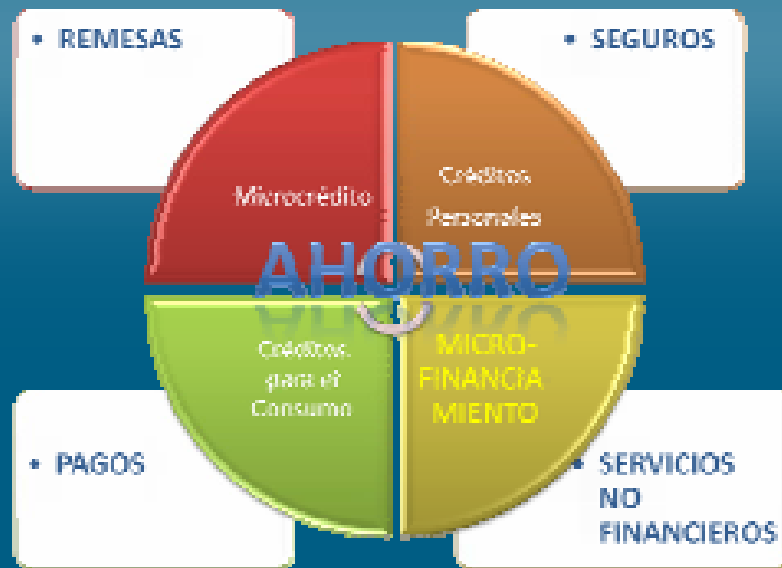 • REMESAS
• SEGUROS
Microcrédito
Créditos
Personales
AHORRO
Créditos
para el
Consumo
MICRO-
FINANCIA
MIENTO
• PAGOS
• SERVICIOS
NO
FINANCIEROS